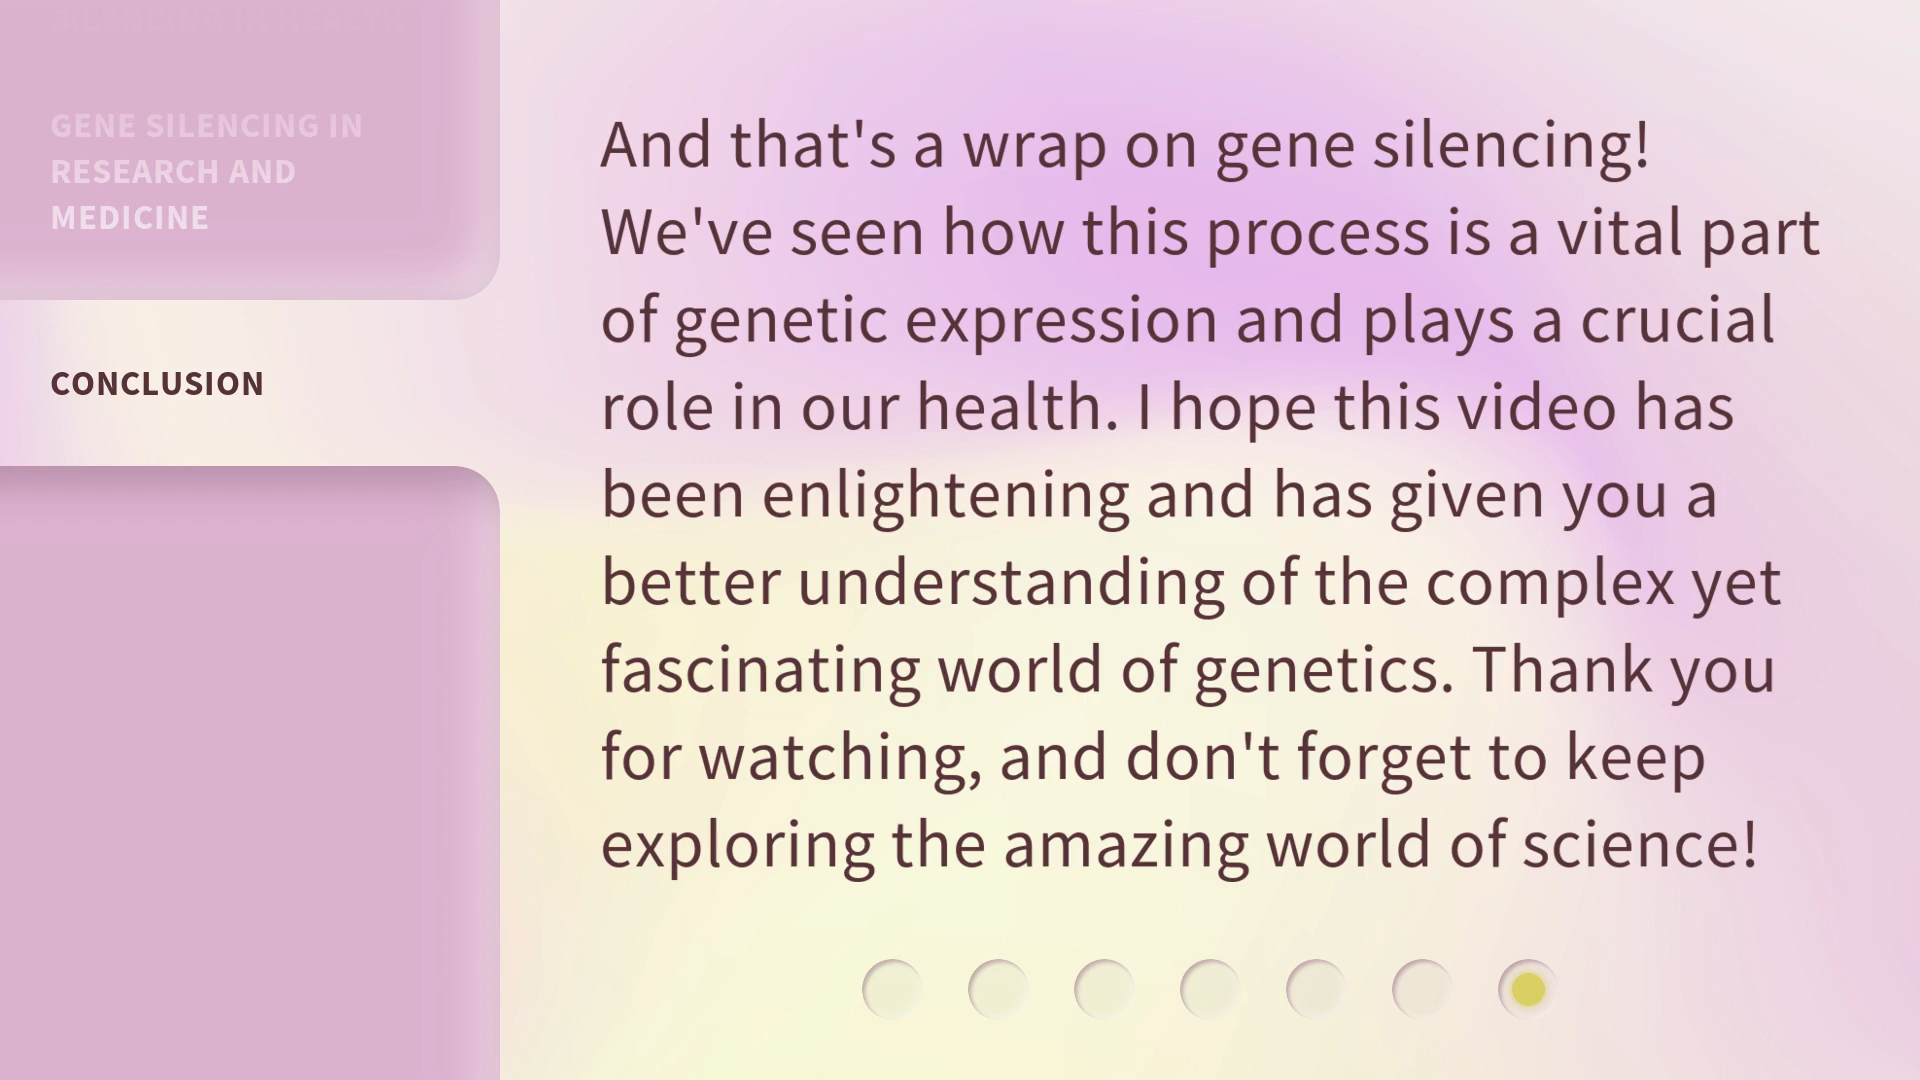 SILENCING IN HEALTH
GENE SILENCING IN
RESEARCH AND
MEDICINE
CONCLUSION
And that's a wrap on gene silencing!
We've seen how this process is a vital part
of genetic expression and plays a crucial
role in our health. I hope this video has
been enlightening and has given you a
better understanding of the complex yet
fascinating world of genetics. Thank you
for watching, and don't forget to keep
exploring the amazing world of science!